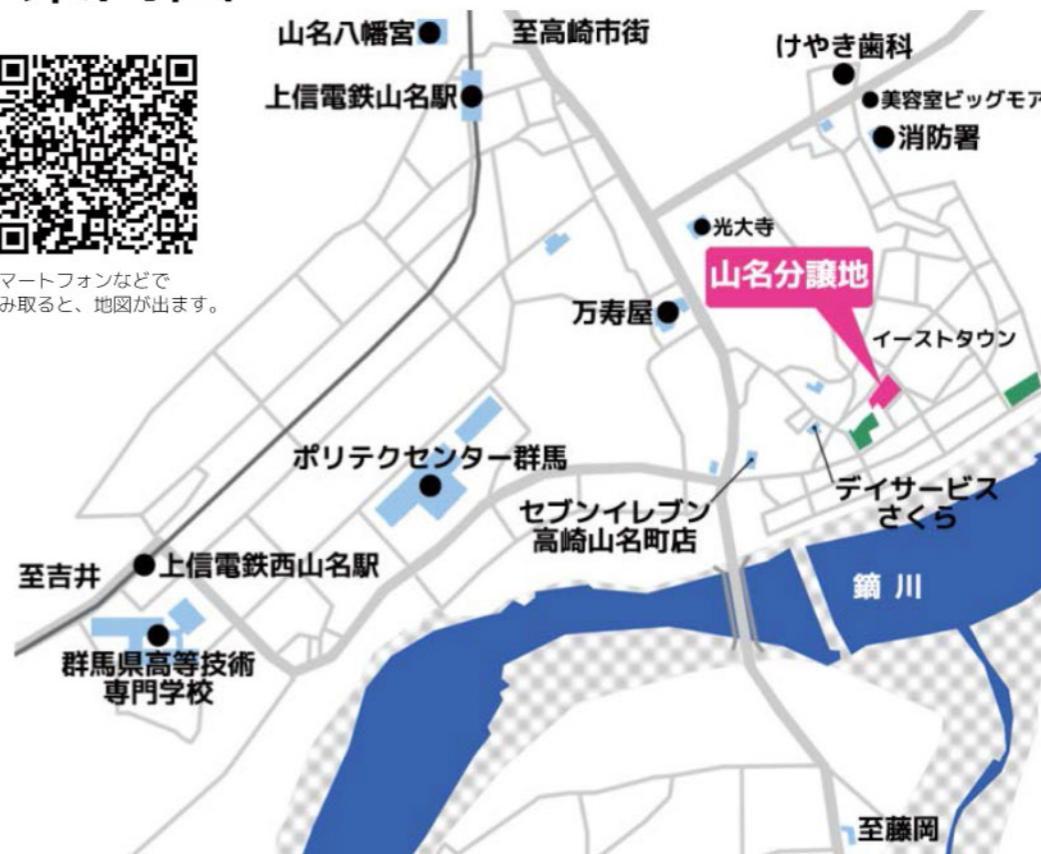 山名八幡宮
至高崎市街
けやき歯科
上信電鉄山名駅
美容室ビッグモア
消防署
光大寺
マートフォンなどで
み取ると、地図が出ます。
山名分譲地
万寿屋
イーストタウン
ポリテクセンター群馬
セブンイレブン
高崎山名町店
デイサービス
さくら
至吉井
上信電鉄西山名駅
鏑川
群馬県高等技術
専門学校
至藤岡